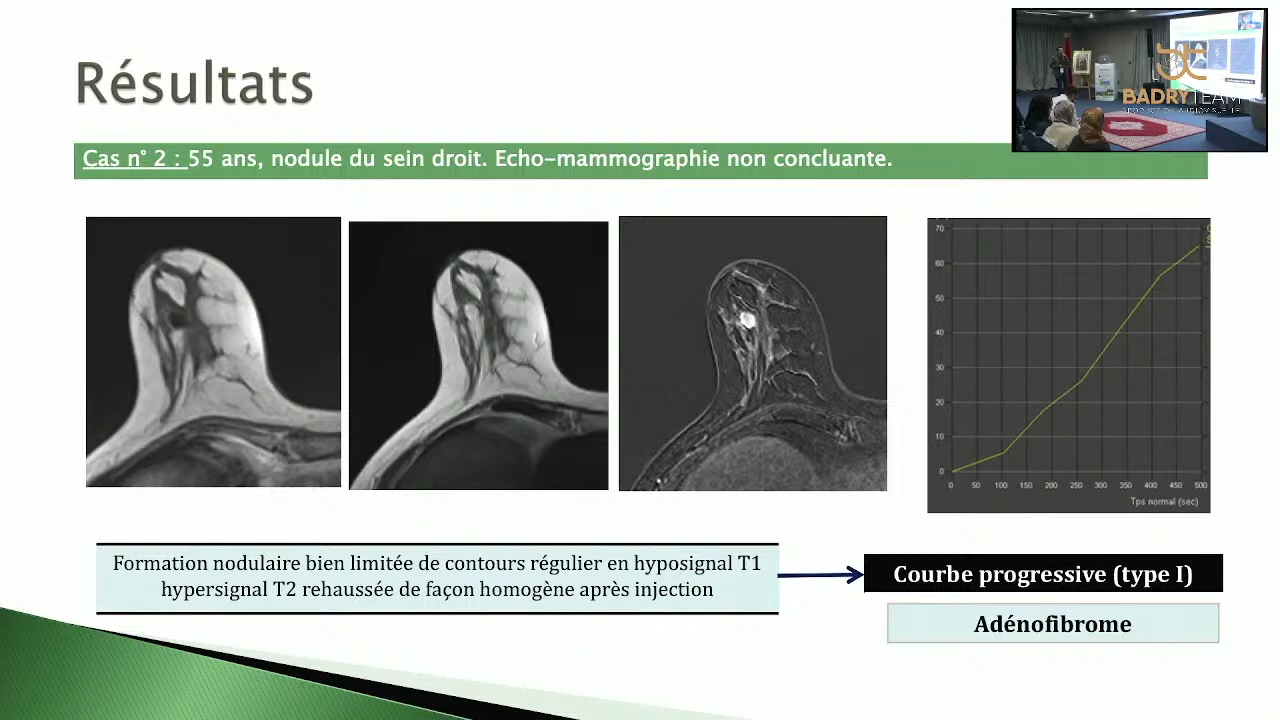 Résultats
BADRYTEAM
Cas n° 2 : 55 ans, nodule du sein droit. Echo-mammographie non concluante.
70
60
50
40
30
20
10
0
0 50 100 150 200 250 300 350 400 450 500
Tps normal (sec)
Formation nodulaire bien limitée de contours régulier en hyposignal T1
hypersignal T2 rehaussée de façon homogène après injection
Courbe progressive (type I)
Adénofibrome